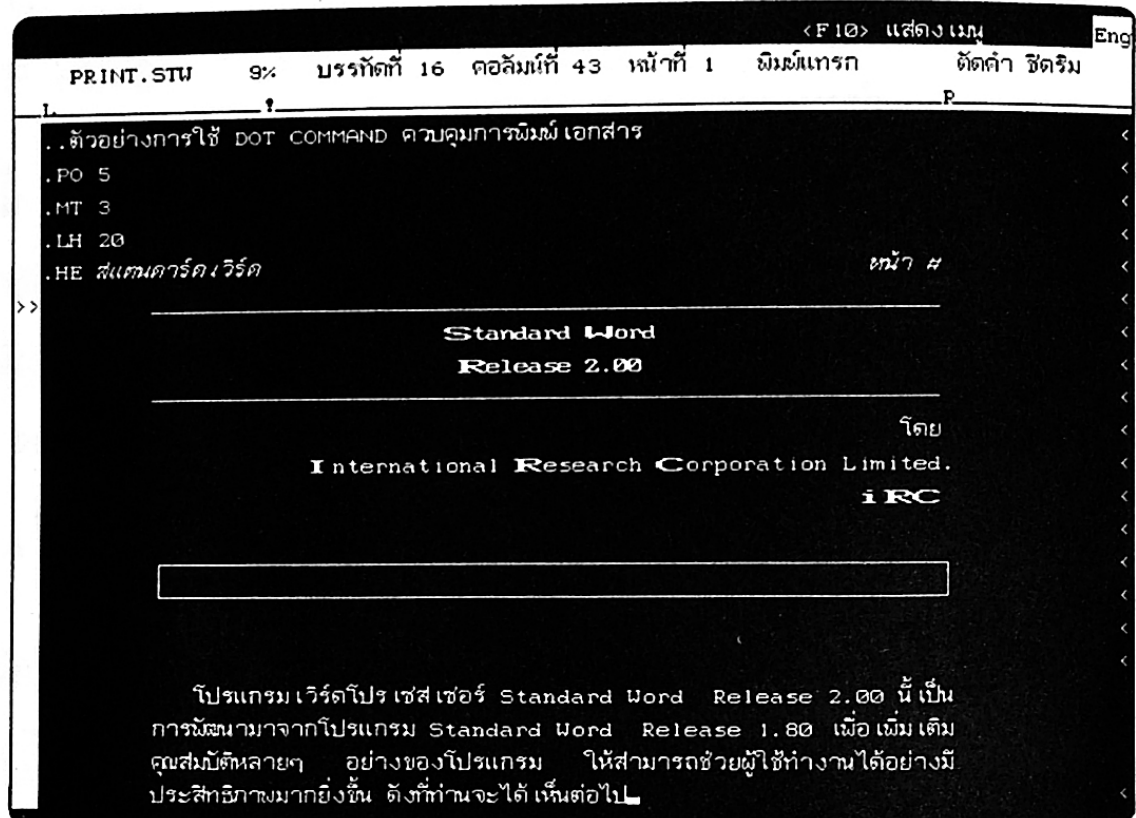 <F10> แสดงเมนู Eng
PRINT.STW 9% บรรทัดที่ 16 คอลัมน์ที่ 43 หน้าที่ 1 พิมพ์แทรก ตัดคำ ชิดริม
L ! P
..ตัวอย่างการใช้ DOT COMMAND ควบคุมการพิมพ์เอกสาร <
.PO 5 <
.MT 3 <
.LH 20 <
.HE สแตนดาร์ดเวิร์ด หน้า # <
>> <
Standard Word <
Release 2.00 <
<
โดย <
International Research Corporation Limited. <
iRC <
<
<
<
<
<
โปรแกรมเวิร์ดโปรเซสเซอร์ Standard Word Release 2.00 นี้เป็น
การพัฒนามาจากโปรแกรม Standard Word Release 1.80 เพื่อเพิ่มเติม
คุณสมบัติหลายๆ อย่างของโปรแกรม ให้สามารถช่วยผู้ใช้ทำงานได้อย่างมี
ประสิทธิภาพมากยิ่งขึ้น ดังที่ท่านจะได้เห็นต่อไป <